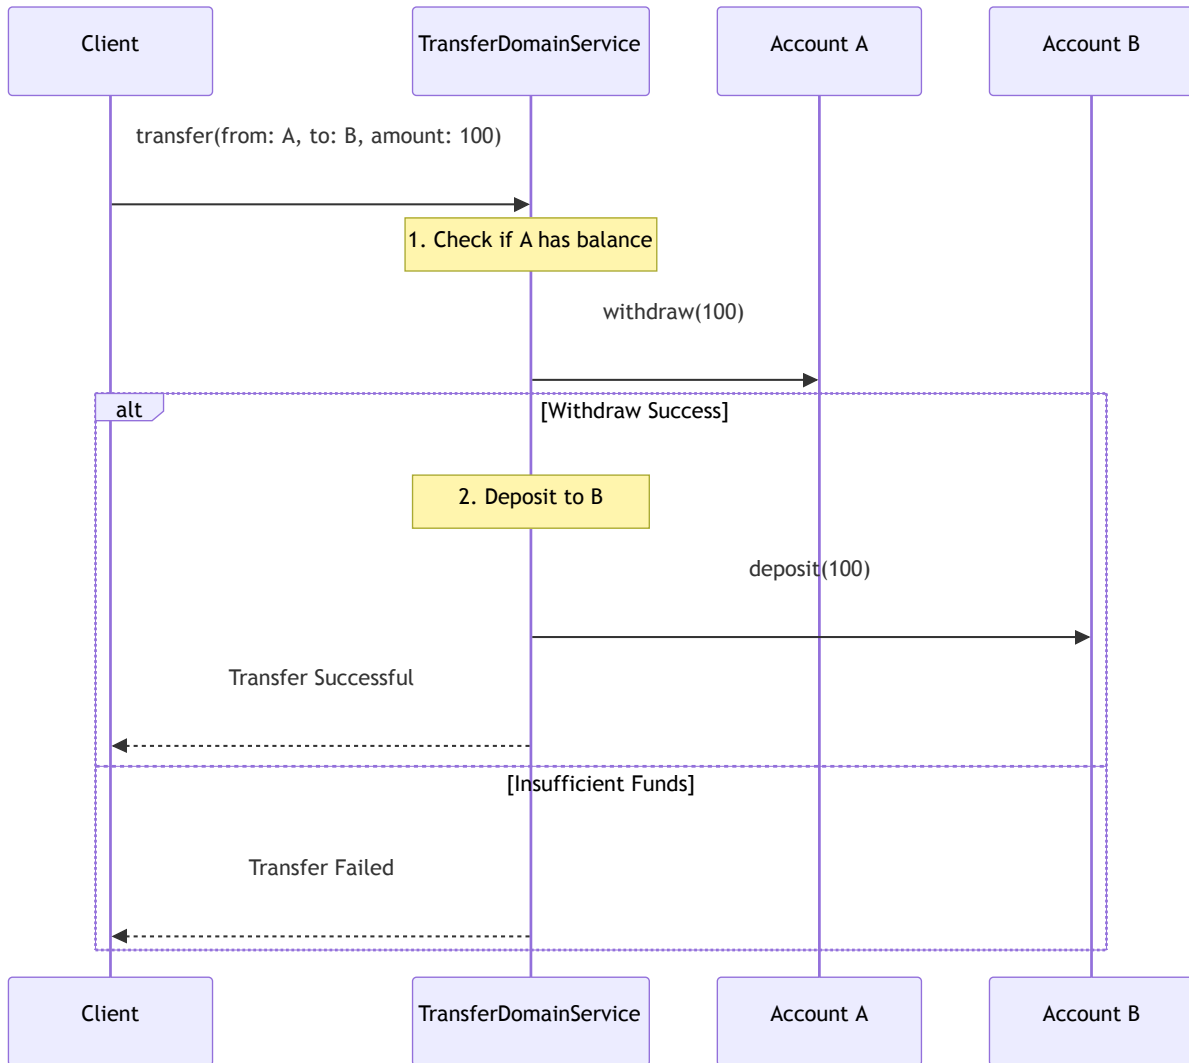 Client
TransferDomainService
Account A
Account B
transfer(from: A, to: B, amount: 100)
1. Check if A has balance
withdraw(100)
alt
[Withdraw Success]
2. Deposit to B
deposit(100)
Transfer Successful
[Insufficient Funds]
Transfer Failed
Client
TransferDomainService
Account A
Account B